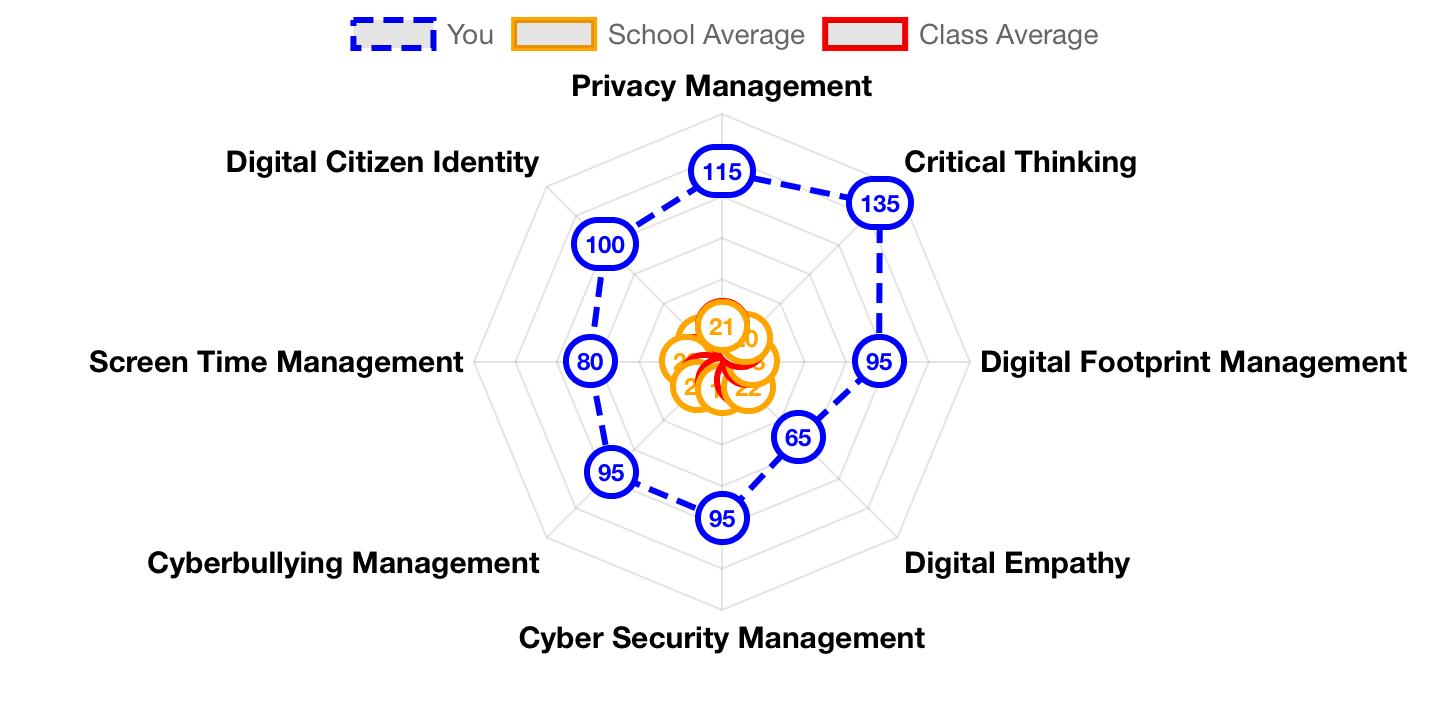 You School Average Class Average
Privacy Management
Digital Citizen Identity Critical Thinking
115
135
100
21
Screen Time Management 80 95 Digital Footprint Management
22
65
95
95
Cyberbullying Management Digital Empathy
Cyber Security Management